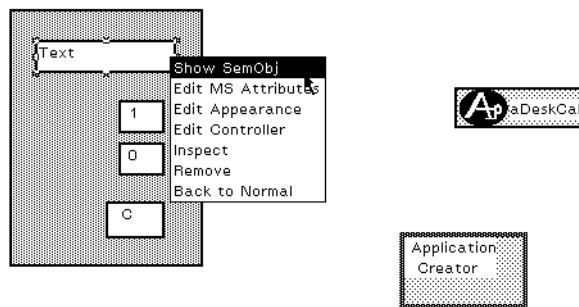 Text
Show SemObj
Edit MS Attributes
Edit Appearance
Edit Controller
Inspect
Remove
Back to Normal
1
0
C
Ap
aDeskCal
Application
Creator